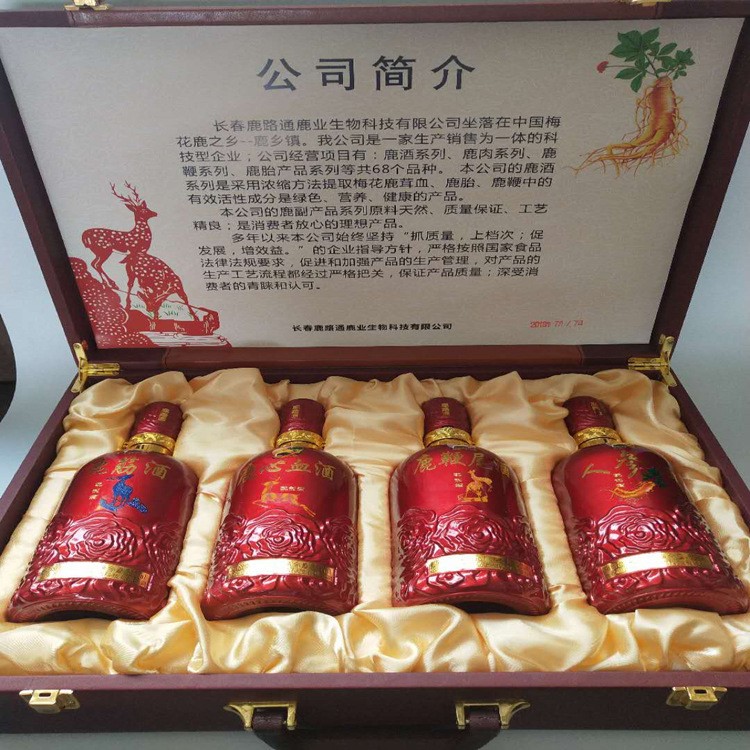 公司简介
长春鹿路通鹿业生物科技有限公司坐落在中国梅
花鹿之乡--鹿乡镇。我公司是一家生产销售为一体的科
技型企业；公司经营项目有：鹿酒系列、鹿肉系列、鹿
鞭系列、鹿胎产品系列等共68个品种。 本公司的鹿酒
系列是采用浓缩方法提取梅花鹿茸血、鹿胎、鹿鞭中的
有效活性成分是绿色、营养、健康的产品。
本公司的鹿副产品系列原料天然、质量保证、工艺
精良；是消费者放心的理想产品。
多年以来本公司始终坚持“抓质量，上档次；促
发展，增效益。”的企业指导方针，严格按照国家食品
法律法规要求，促进和加强产品的生产管理，对产品的
生产工艺流程都经过严格把关，保证产品质量；深受消
费者的青睐和认可。
长春鹿路通鹿业生物科技有限公司
筋酒
心血酒
鹿鞭
人参